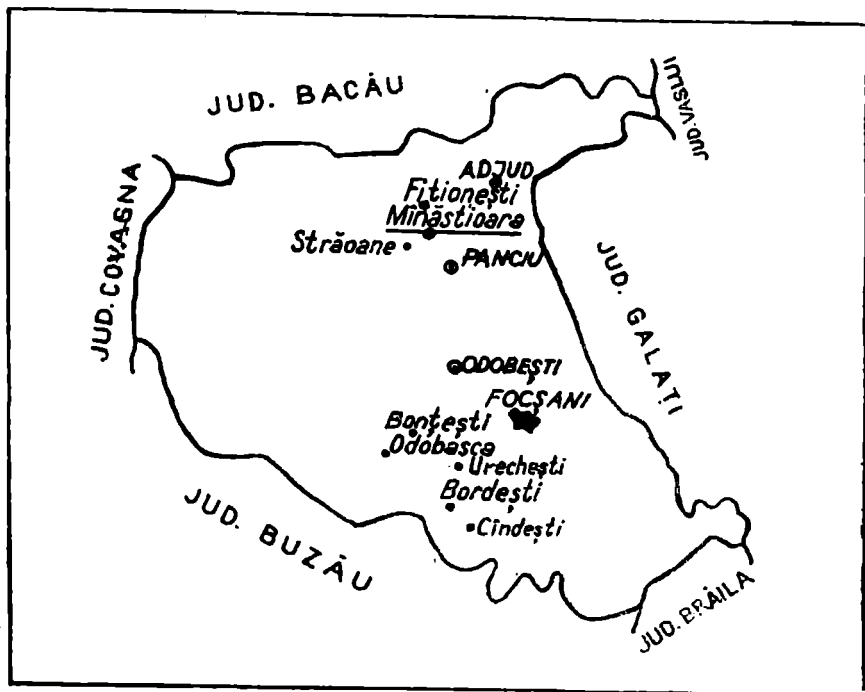 JUD. BACĂU
JUD. VASLUI
ADJUD
Fitionești
Mînăstioara
Străoane
PANCIU
JUD. COVASNA
JUD. GALAȚI
ODOBEȘTI
FOCȘANI
Bonțești
Odobasca
Urechești
Bordești
Cîndești
JUD. BUZĂU
JUD. BRĂILA